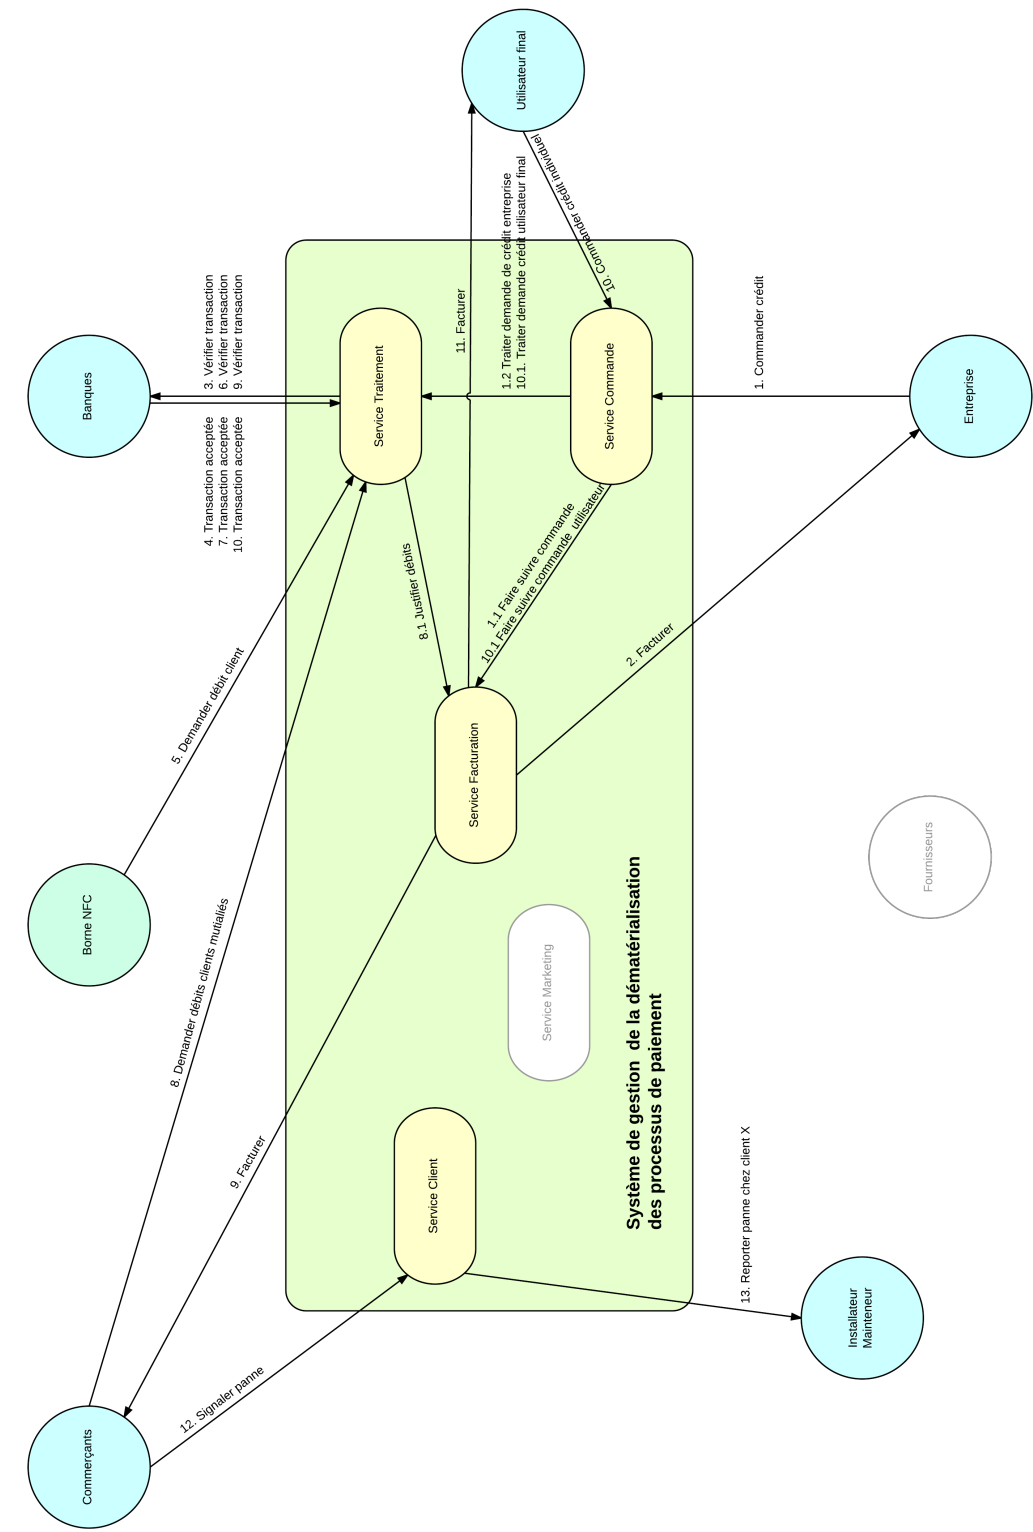 Commerçants
Borne NFC
Banques
12. Signaler panne
8. Demander débits clients mutialiés
5. Demander débit client
4. Transaction acceptée
7. Transaction acceptée
10. Transaction acceptée
3. Vérifier transaction
6. Vérifier transaction
9. Vérifier transaction
9. Facturer
Service Traitement
8.1 Justifier débits
Service Client
11. Facturer
Service Facturation
1.1 Faire suivre commande
10.1 Faire suivre commande  utilisateur
1.2 Traiter demande de crédit entreprise
10.1. Traiter demande crédit utilisateur final
Utilisateur final
10. Commander crédit individuel
Service Marketing
Service Commande
Système de gestion  de la dématérialisation
des processus de paiement
2. Facturer
13. Reporter panne chez client X
1. Commander crédit
Installateur
Mainteneur
Fournisseurs
Entreprise